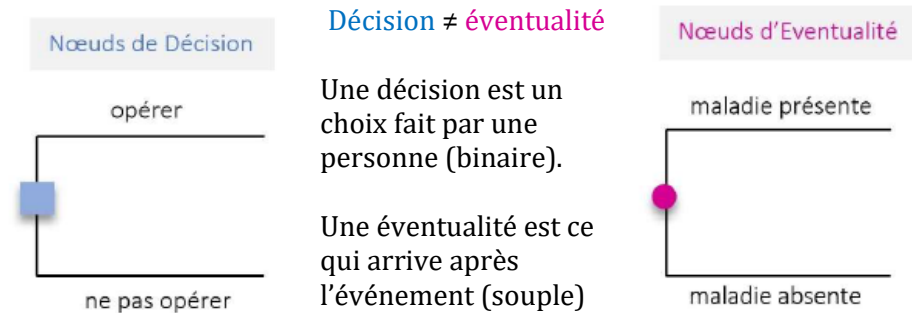 Nœuds de Décision
opérer
ne pas opérer
Décision ≠ éventualité
Une décision est un
choix fait par une
personne (binaire).
Une éventualité est ce
qui arrive après
l’événement (souple)
Nœuds d’Eventualité
maladie présente
maladie absente